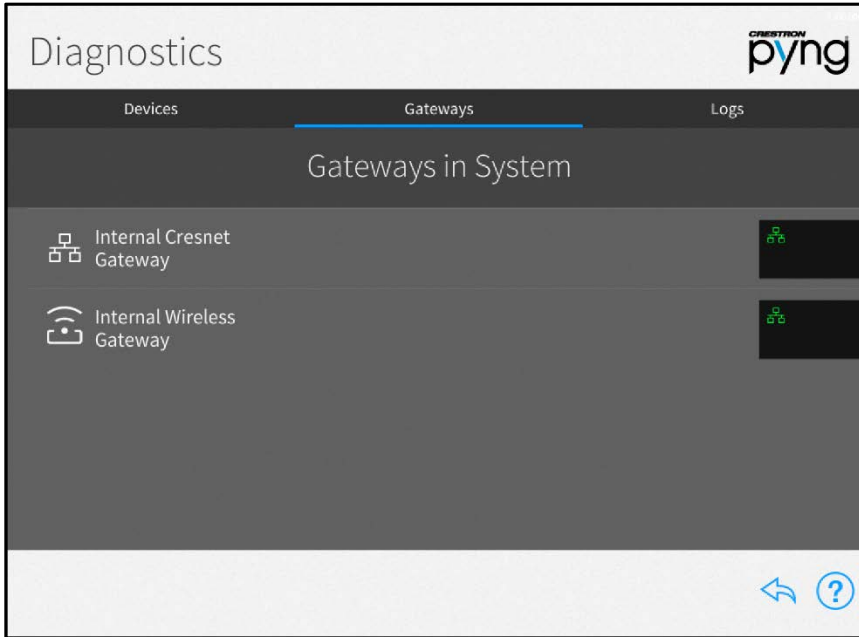 Diagnostics
CRESTRON
pyng
Devices
Gateways
Logs
Gateways in System
Internal Cresnet
Gateway
Internal Wireless
Gateway
?